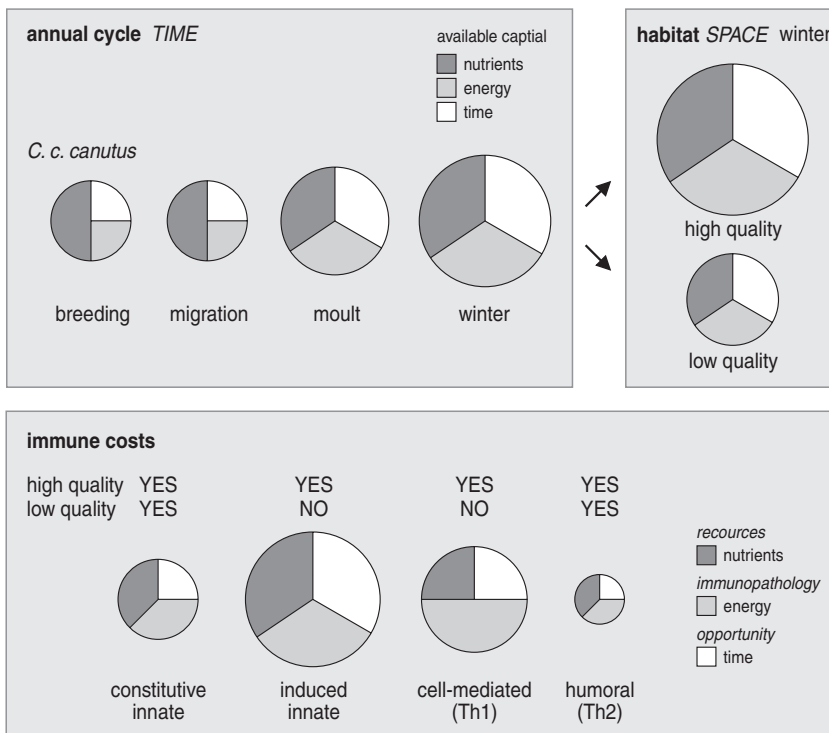 annual cycle TIME
available captial
nutrients
energy
time
C. c. canutus
breeding migration moult winter
habitat SPACE winter
high quality
low quality
immune costs
high quality YES YES YES YES
low quality YES NO NO YES
recources
nutrients
immunopathology
energy
opportunity
time
constitutive
innate
induced
innate
cell-mediated
(Th1)
humoral
(Th2)